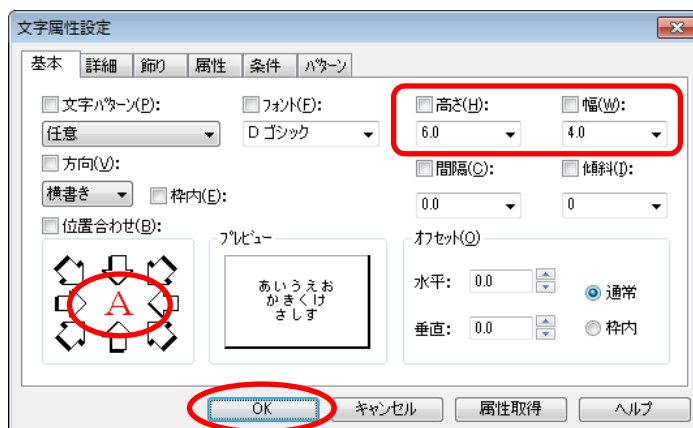 文字属性設定
基本 詳細 飾り 属性 条件 パターン
文字パターン(P): フォント(F): 高さ(H): 幅(W):
任意 D ゴシック 6.0 4.0
方向(V): 間隔(C): 傾斜(I):
横書き 枠内(E): 0.0 0
位置合わせ(B): プレビュー オフセット(O)
A
あいうえお
かきくけ
さしす
水平: 0.0 通常
垂直: 0.0 枠内
OK キャンセル 属性取得 ヘルプ